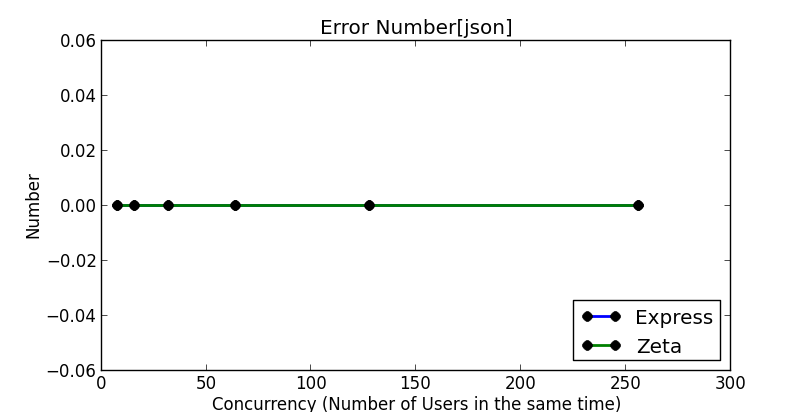 Error Number[json]
0.06
0.04
0.02
0.00
−0.02
−0.04
−0.06
Number
Express
Zeta
0 50 100 150 200 250 300
Concurrency (Number of Users in the same time)